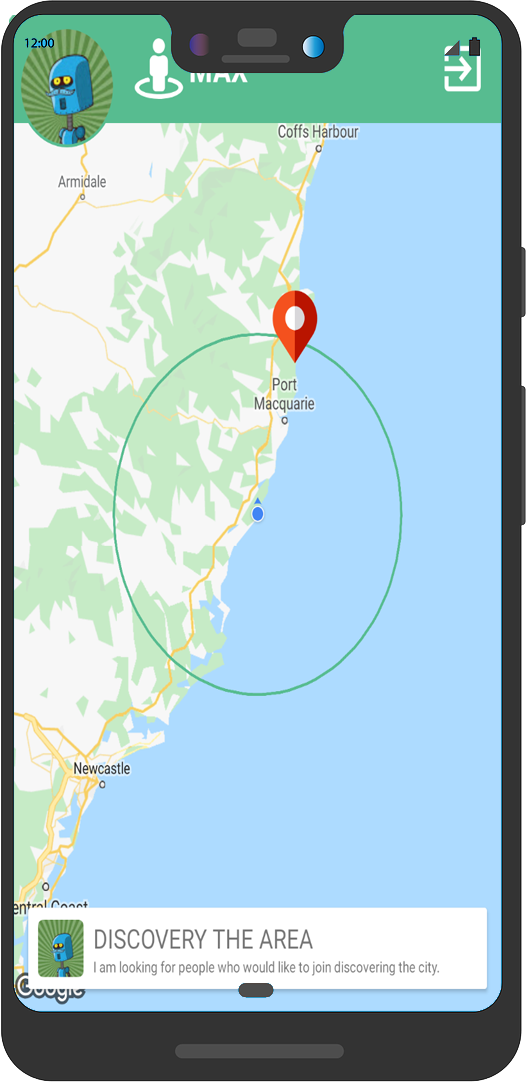 12:00
MAX
Coffs Harbour
Armidale
Port
Macquarie
Newcastle
entral Coast
DISCOVERY THE AREA
I am looking for people who would like to join discovering the city.
Google